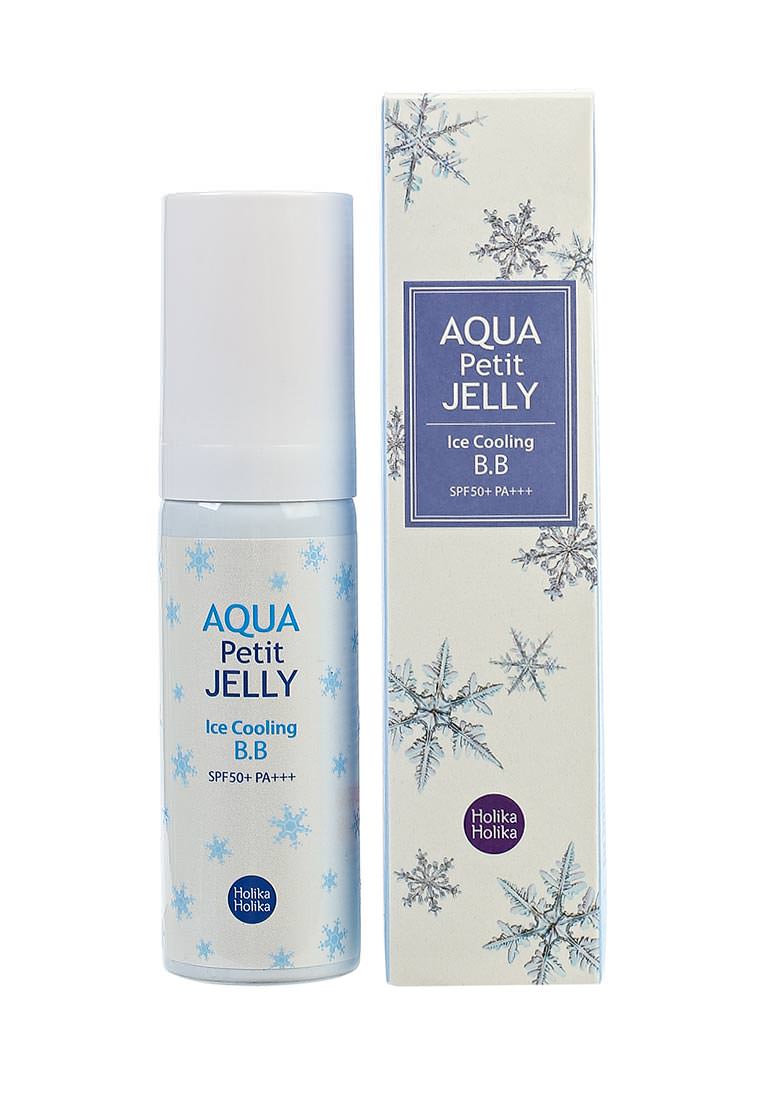 AQUA
Petit
JELLY
Ice Cooling
B.B
SPF50+ PA+++
Holika
Holika
AQUA
Petit
JELLY
Ice Cooling
B.B
SPF50+ PA+++
Holika
Holika